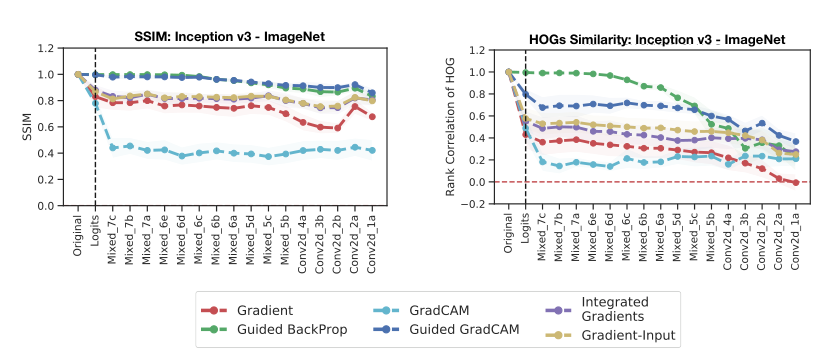 SSIM: Inception v3 - ImageNet
SSIM
1.2
1.0
0.8
0.6
0.4
0.2
0.0
Original
Logits
Mixed_7c
Mixed_7b
Mixed_7a
Mixed_6e
Mixed_6d
Mixed_6c
Mixed_6b
Mixed_6a
Mixed_5d
Mixed_5c
Mixed_5b
Conv2d_4a
Conv2d_3b
Conv2d_2b
Conv2d_2a
Conv2d_1a
HOGs Similarity: Inception v3 - ImageNet
Rank Correlation of HOG
1.2
1.0
0.8
0.6
0.4
0.2
0.0
−0.2
Original
Logits
Mixed_7c
Mixed_7b
Mixed_7a
Mixed_6e
Mixed_6d
Mixed_6c
Mixed_6b
Mixed_6a
Mixed_5d
Mixed_5c
Mixed_5b
Conv2d_4a
Conv2d_3b
Conv2d_2b
Conv2d_2a
Conv2d_1a
Gradient
Guided BackProp
GradCAM
Guided GradCAM
Integrated
Gradients
Gradient-Input